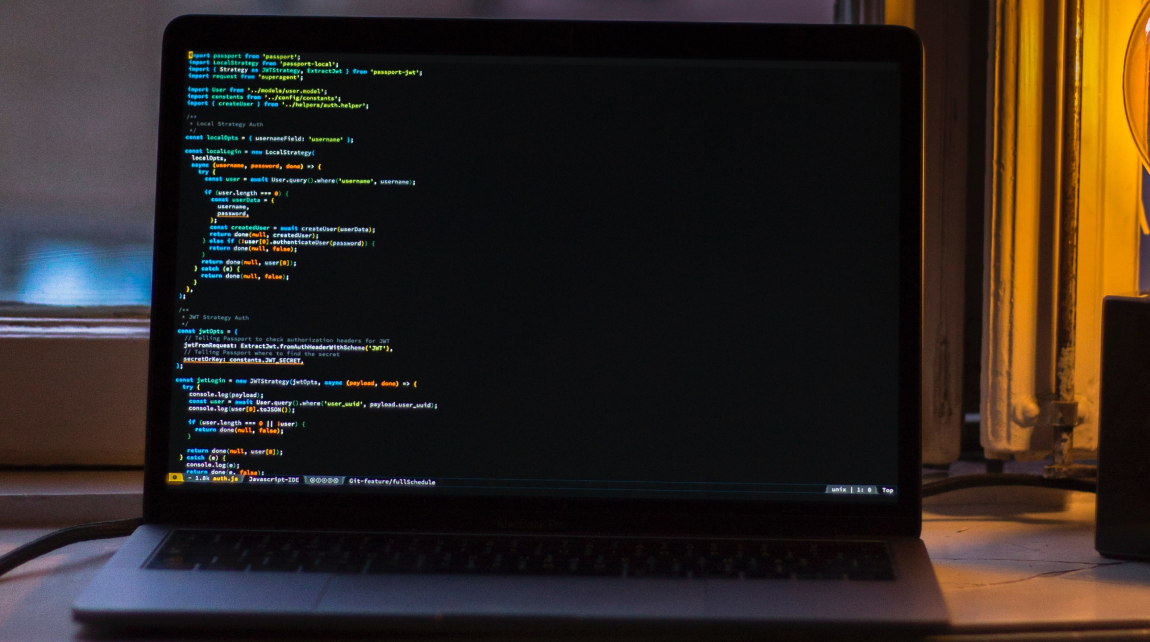 import passport from 'passport';
import LocalStrategy from 'passport-local';
import { Strategy as JWTStrategy, ExtractJwt } from 'passport-jwt';
import request from 'superagent';
import User from '../models/user.model';
import constants from '../config/constants';
import { createUser } from '../helpers/auth.helper';
/**
* Local Strategy Auth
*/
const localOpts = { usernameField: 'username' };
const localLogin = new LocalStrategy(
localOpts,
async (username, password, done) => {
try {
const user = await User.query().where('username', username);
if (user.length === 0) {
const userData = {
username,
password,
};
const createdUser = await createUser(userData);
return done(null, createdUser);
} else if (!user[0].authenticateUser(password)) {
return done(null, false);
}
return done(null, user[0]);
} catch (e) {
return done(null, false);
}
},
);
/**
* JWT Strategy Auth
*/
const jwtOpts = {
// Telling Passport to check authorization headers for JWT
jwtFromRequest: ExtractJwt.fromAuthHeaderWithScheme('JWT'),
// Telling Passport where to find the secret
secretOrKey: constants.JWT_SECRET,
};
const jwtLogin = new JWTStrategy(jwtOpts, async (payload, done) => {
try {
console.log(payload);
const user = await User.query().where('user_uuid', payload.user_uuid);
console.log(user[0].toJSON());
if (user.length === 0 || !user) {
return done(null, false);
}
return done(null, user[0]);
} catch (e) {
console.log(e);
return done(e, false);
- 1.8k auth.js JavaScript-IDE Git-feature/fullSchedule unix | 1: 0 Top